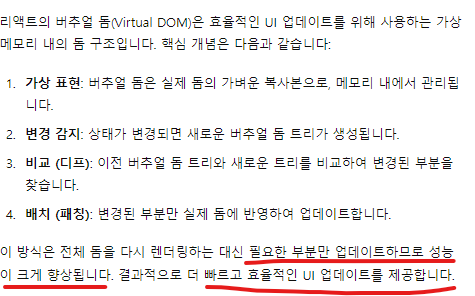 리액트의 버추얼 돔(Virtual DOM)은 효율적인 UI 업데이트를 위해 사용하는 가상
메모리 내의 돔 구조입니다. 핵심 개념은 다음과 같습니다:
1. 가상 표현: 버추얼 돔은 실제 돔의 가벼운 복사본으로, 메모리 내에서 관리됩
니다.
2. 변경 감지: 상태가 변경되면 새로운 버추얼 돔 트리가 생성됩니다.
3. 비교 (디프): 이전 버추얼 돔 트리와 새로운 트리를 비교하여 변경된 부분을
찾습니다.
4. 배치 (패칭): 변경된 부분만 실제 돔에 반영하여 업데이트합니다.
이 방식은 전체 돔을 다시 렌더링하는 대신 필요한 부분만 업데이트하므로 성능
이 크게 향상됩니다. 결과적으로 더 빠르고 효율적인 UI 업데이트를 제공합니다.